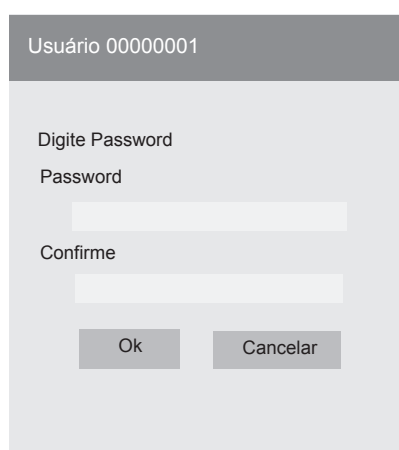 Usuário 00000001
Digite Password
Password
Confirme
Ok
Cancelar